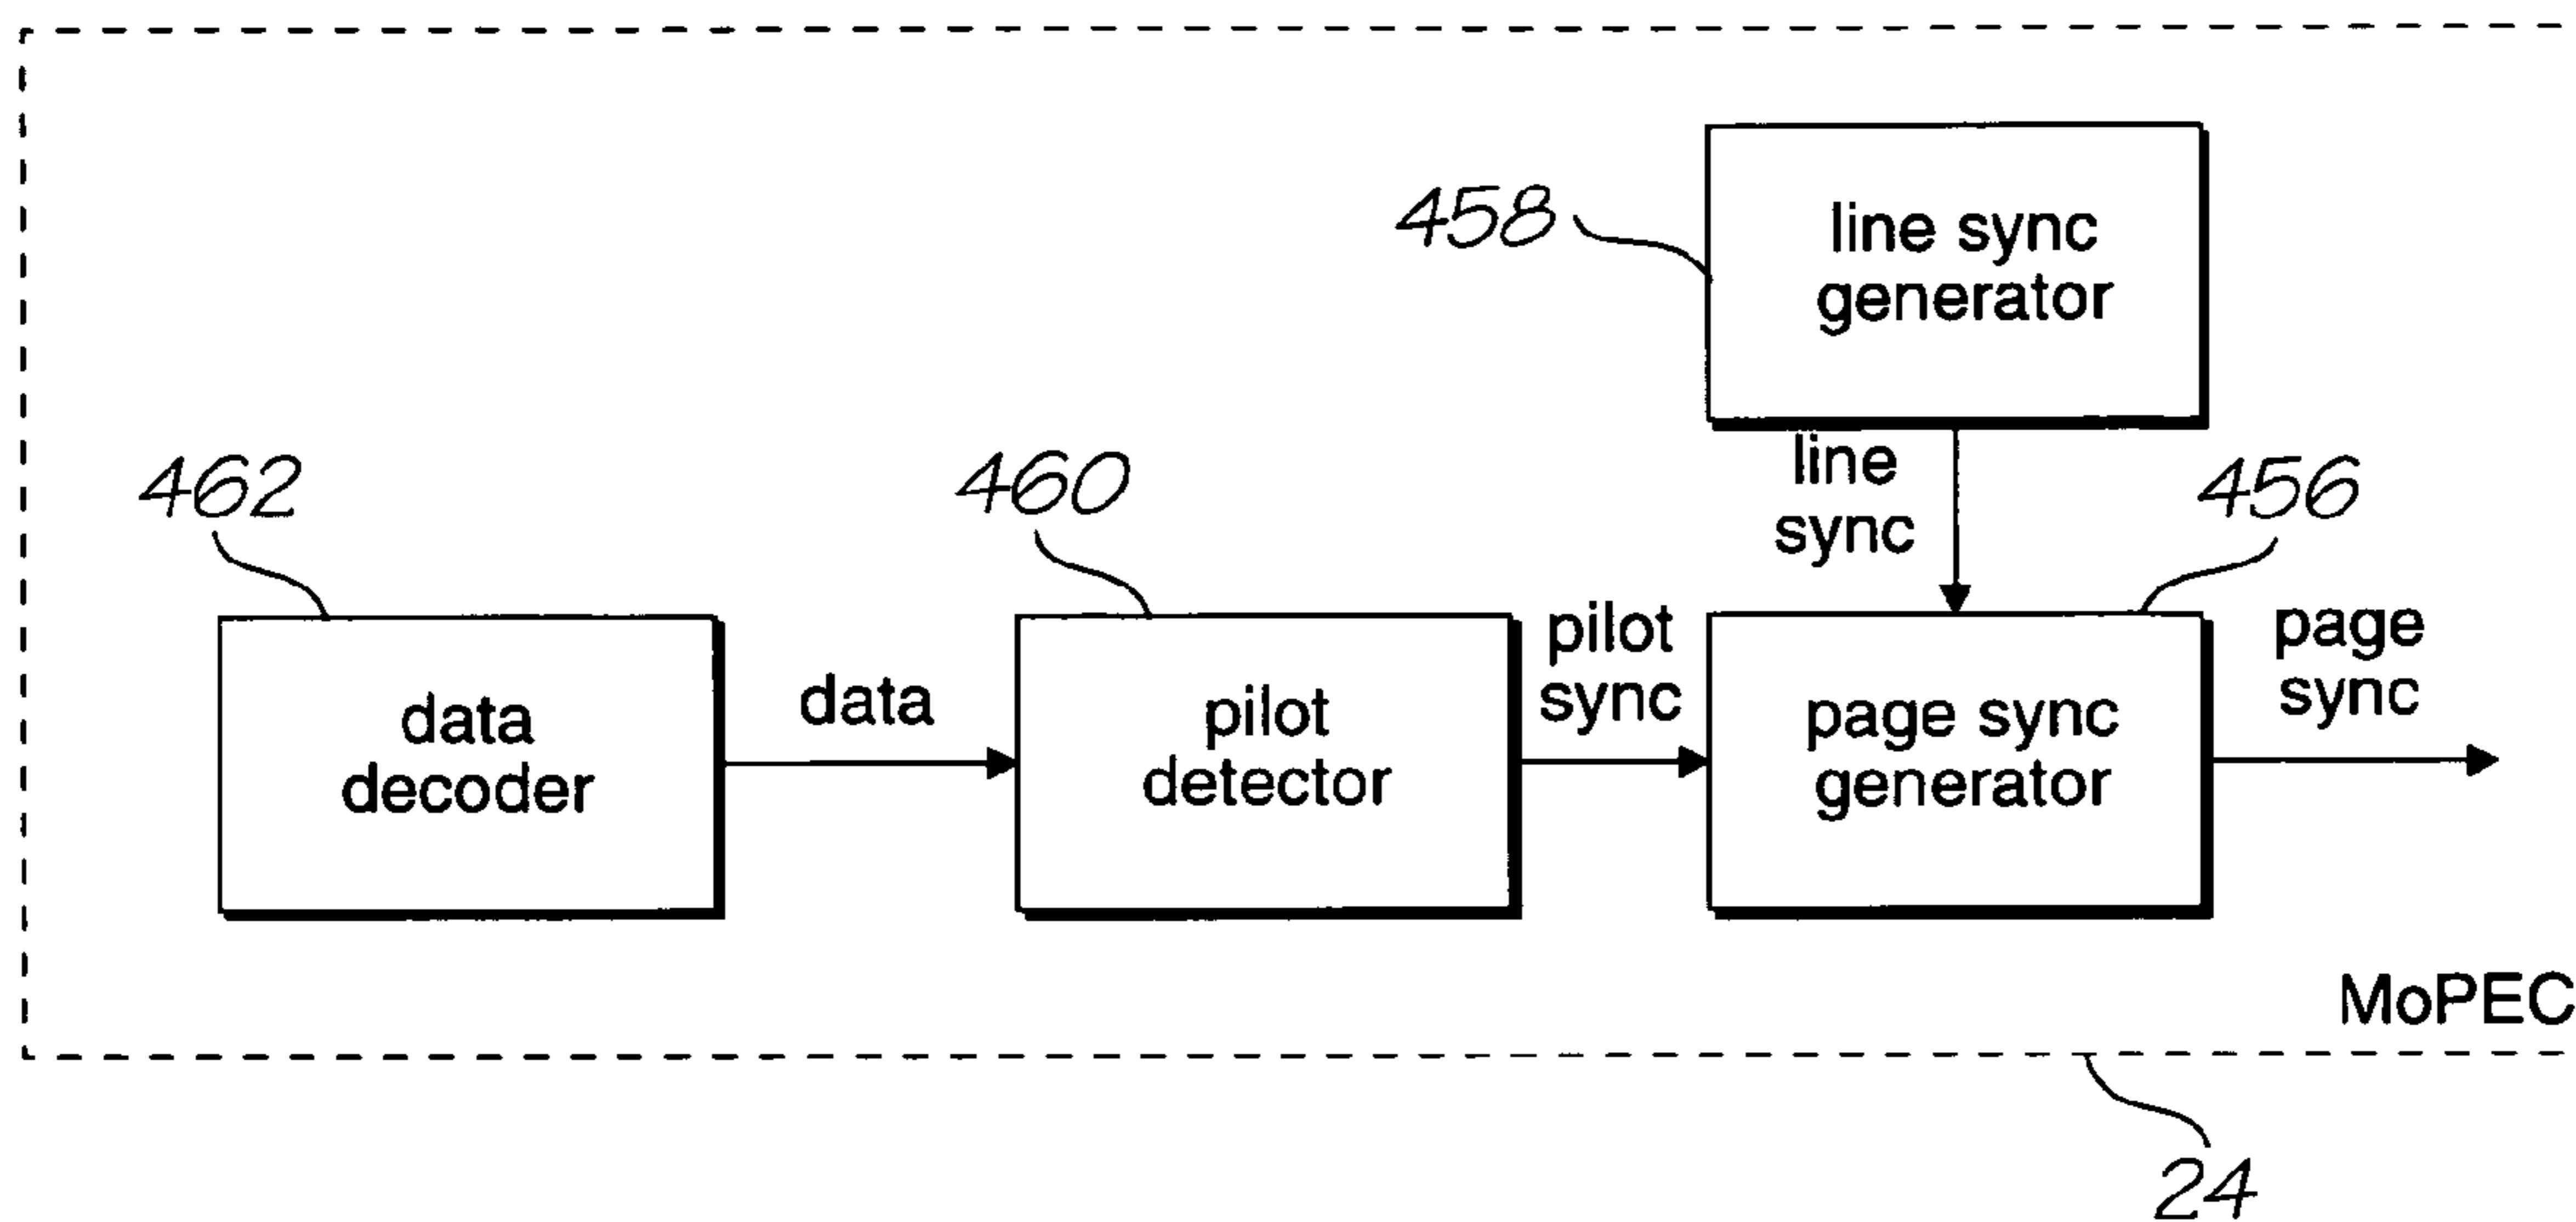 458
line sync
generator
line
sync
462
460
456
data
decoder
data
pilot
detector
pilot
sync
page sync
generator
page
sync
MoPEC
24